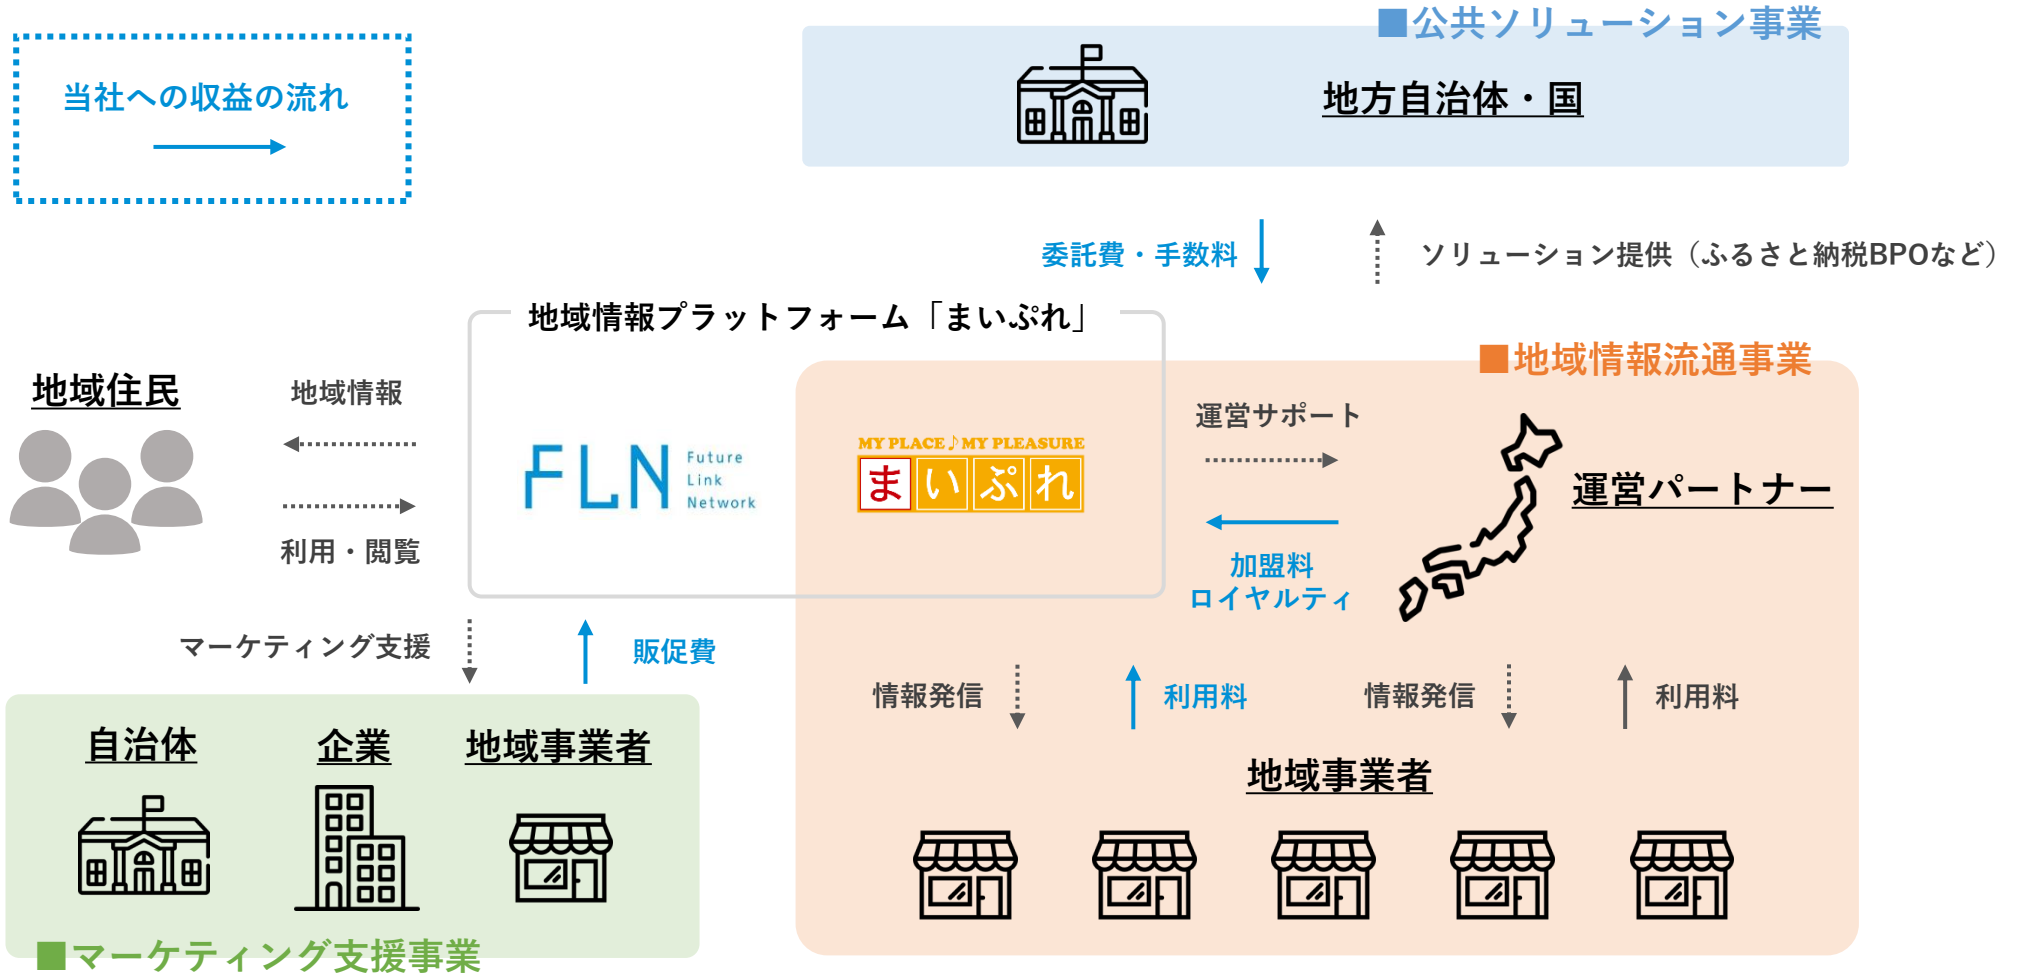 ■公共ソリューション事業
当社への収益の流れ
地方自治体・国
委託費・手数料
ソリューション提供（ふるさと納税BPOなど）
地域情報プラットフォーム「まいぷれ」
■地域情報流通事業
地域住民
地域情報
利用・閲覧
FLN
Future
Link
Network
MY PLACE♪MY PLEASURE
まいぷれ
運営サポート
運営パートナー
加盟料
ロイヤルティ
マーケティング支援
販促費
情報発信
利用料
情報発信
利用料
自治体
企業
地域事業者
地域事業者
■マーケティング支援事業